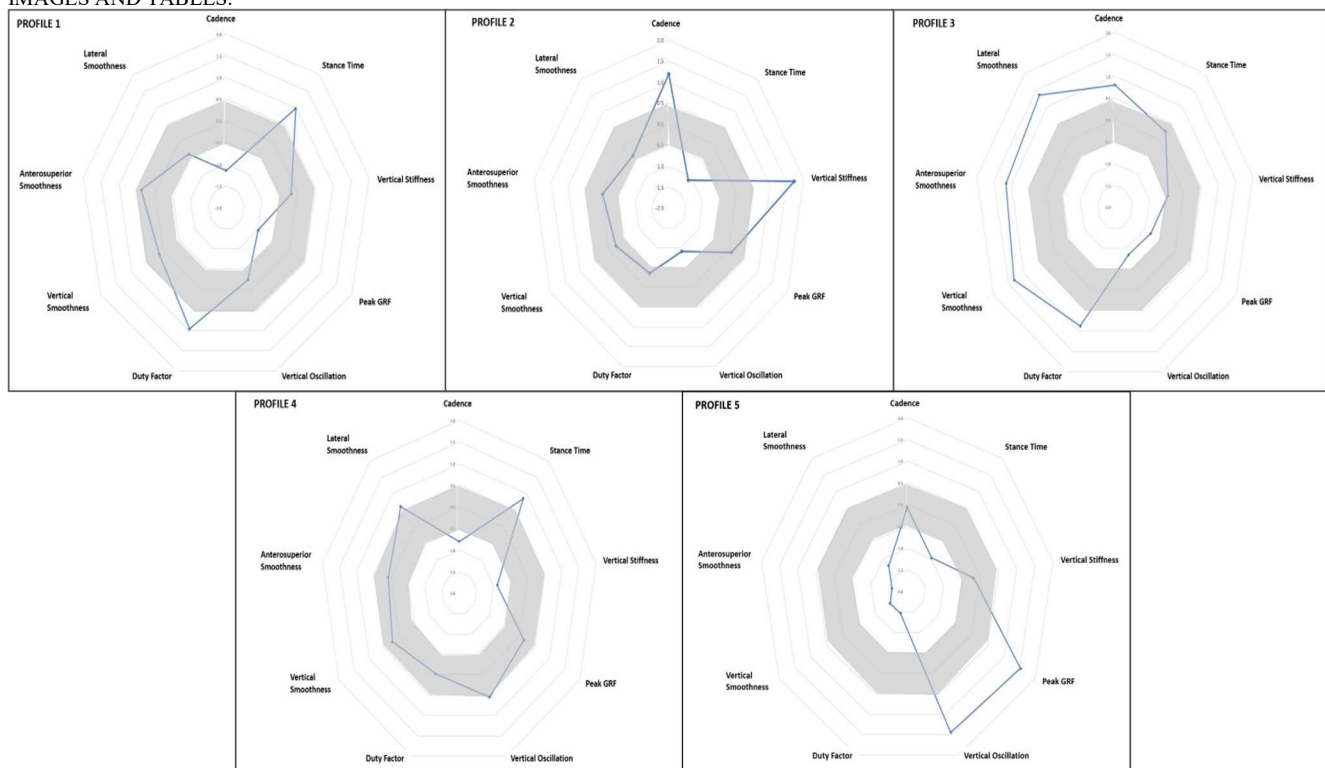 IMAGES AND TABLES:
PROFILE 1
Cadence
Stance Time
Vertical Stiffness
Peak GRF
Vertical Oscillation
Duty Factor
Vertical
Smoothness
Anterosuperior
Smoothness
Lateral
Smoothness
PROFILE 2
Cadence
2.0
1.5
1.0
0.5
-1.0
-1.5
-2.0
Stance Time
Vertical Stiffness
Peak GRF
Vertical Oscillation
Duty Factor
Vertical
Smoothness
Anterosuperior
Smoothness
Lateral
Smoothness
PROFILE 3
Cadence
Stance Time
Vertical Stiffness
Peak GRF
Vertical Oscillation
Duty Factor
Vertical
Smoothness
Anterosuperior
Smoothness
Lateral
Smoothness
PROFILE 4
Cadence
Stance Time
Vertical Stiffness
Peak GRF
Vertical Oscillation
Duty Factor
Vertical
Smoothness
Anterosuperior
Smoothness
Lateral
Smoothness
PROFILE 5
Cadence
Stance Time
Vertical Stiffness
Peak GRF
Vertical Oscillation
Duty Factor
Vertical
Smoothness
Anterosuperior
Smoothness
Lateral
Smoothness